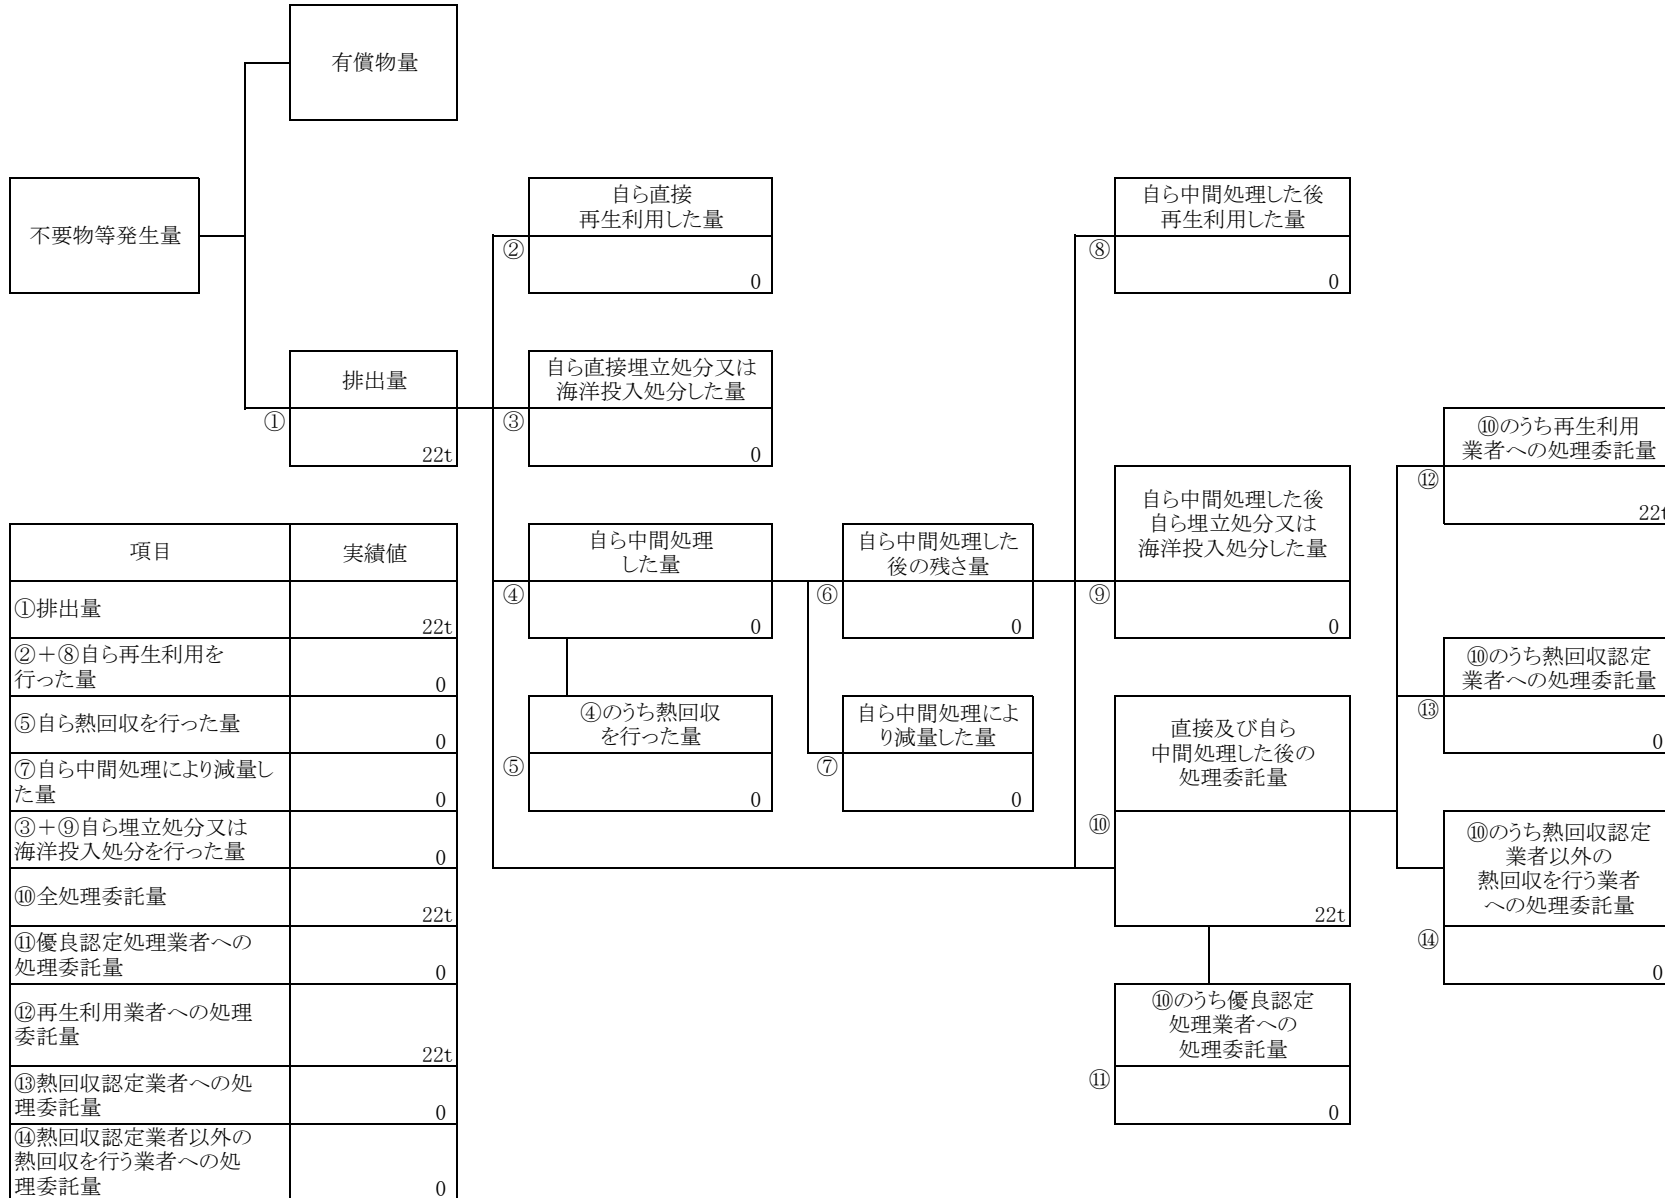 有償物量
不要物等発生量
自ら直接
再生利用した量
②
0
自ら中間処理した後
再生利用した量
⑧
0
排出量
①
22t
自ら直接埋立処分又は
海洋投入処分した量
③
0
⑩のうち再生利用
業者への処理委託量
⑫
22t
自ら中間処理
した量
④
0
自ら中間処理した
後の残さ量
⑥
0
自ら中間処理した後
自ら埋立処分又は
海洋投入処分した量
⑨
0
⑩のうち熱回収認定
業者への処理委託量
⑬
0
④のうち熱回収
を行った量
⑤
0
自ら中間処理によ
り減量した量
⑦
0
直接及び自ら
中間処理した後の
処理委託量
⑩
22t
⑩のうち熱回収認定
業者以外の
熱回収を行う業者
への処理委託量
⑭
0
⑩のうち優良認定
処理業者への
処理委託量
⑪
0
項目 実績値
①排出量
22t
②+⑧自ら再生利用を
行った量
0
⑤自ら熱回収を行った量
0
⑦自ら中間処理により減量し
た量
0
③+⑨自ら埋立処分又は
海洋投入処分を行った量
0
⑩全処理委託量
22t
⑪優良認定処理業者への
処理委託量
0
⑫再生利用業者への処理
委託量
22t
⑬熱回収認定業者への処
理委託量
0
⑭熱回収認定業者以外の
熱回収を行う業者への処
理委託量
0